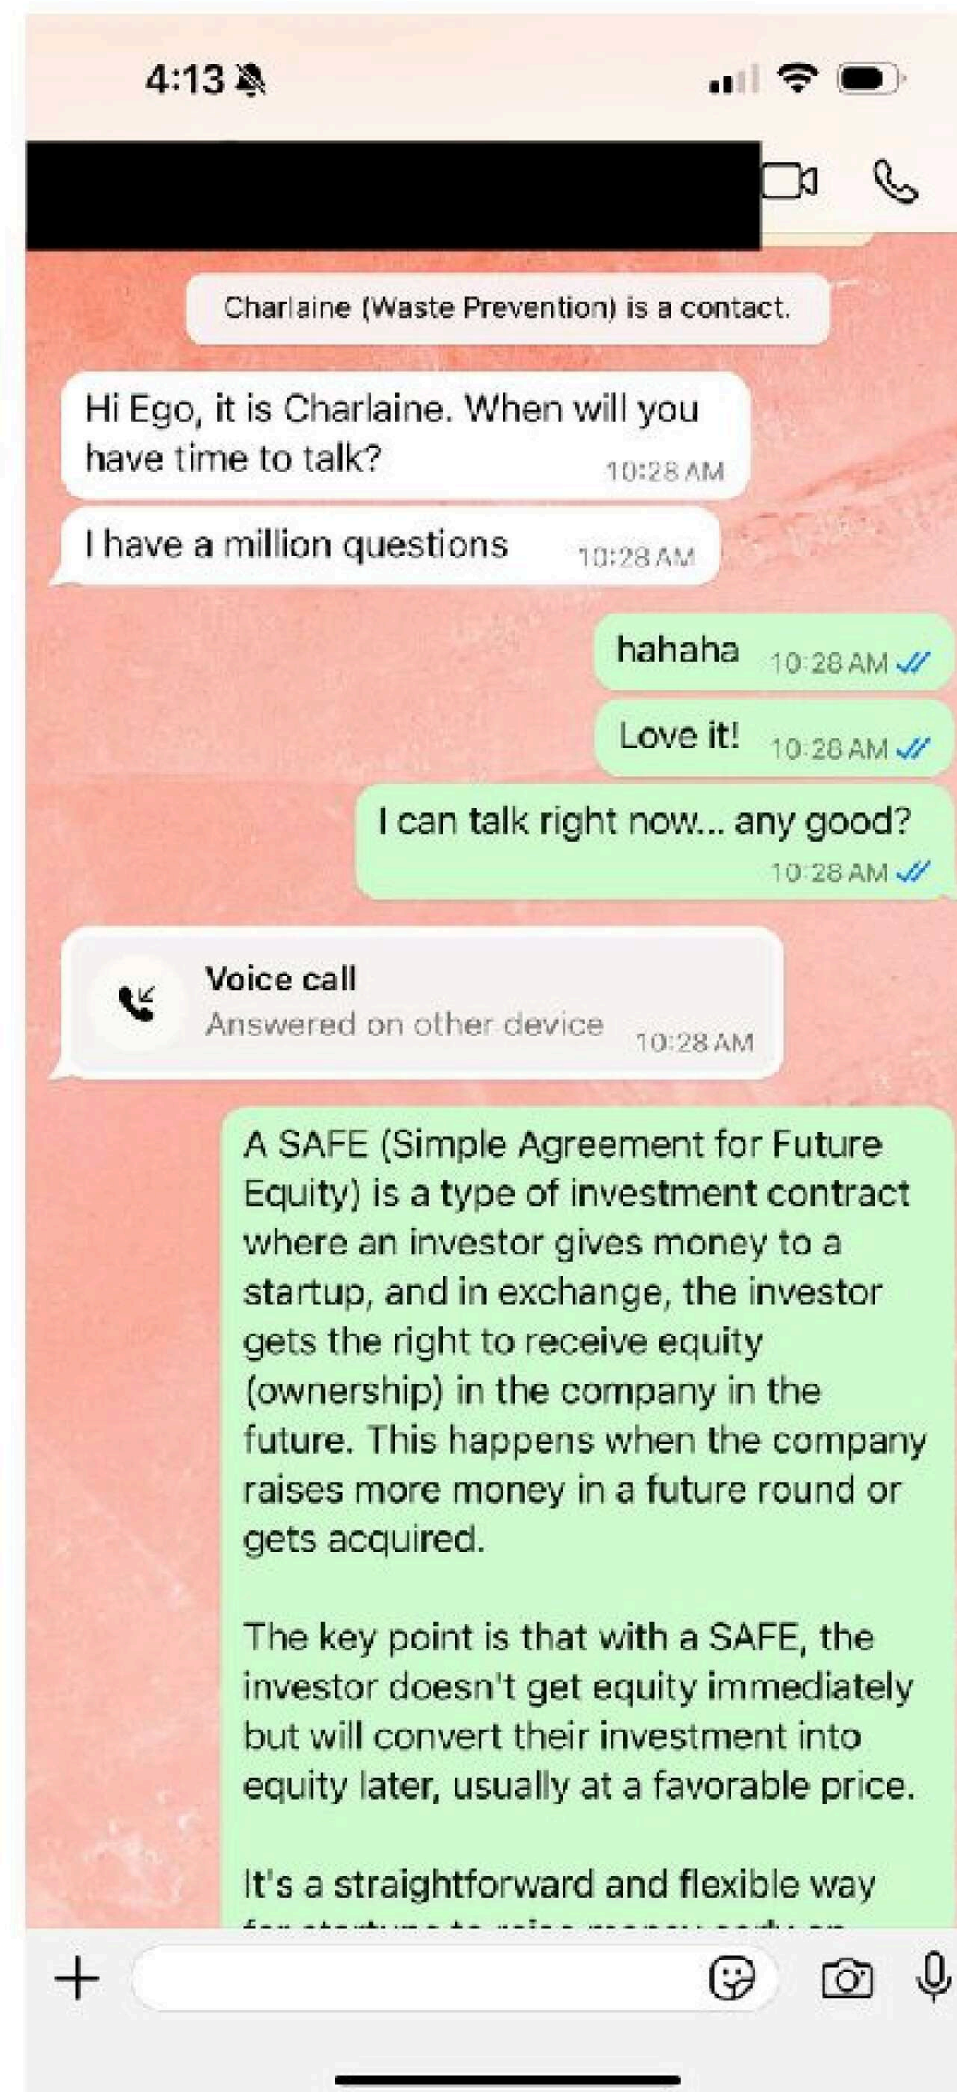 4:13
Charlaine (Waste Prevention) is a contact.
Hi Ego, it is Charlaine. When will you
have time to talk?
10:28 AM
I have a million questions
10:28 AM
hahaha
10:28 AM
Love it!
10:28 AM
I can talk right now... any good?
10:28 AM
Voice call
Answered on other device
10:28 AM
A SAFE (Simple Agreement for Future
Equity) is a type of investment contract
where an investor gives money to a
startup, and in exchange, the investor
gets the right to receive equity
(ownership) in the company in the
future. This happens when the company
raises more money in a future round or
gets acquired.
The key point is that with a SAFE, the
investor doesn't get equity immediately
but will convert their investment into
equity later, usually at a favorable price.
It's a straightforward and flexible way